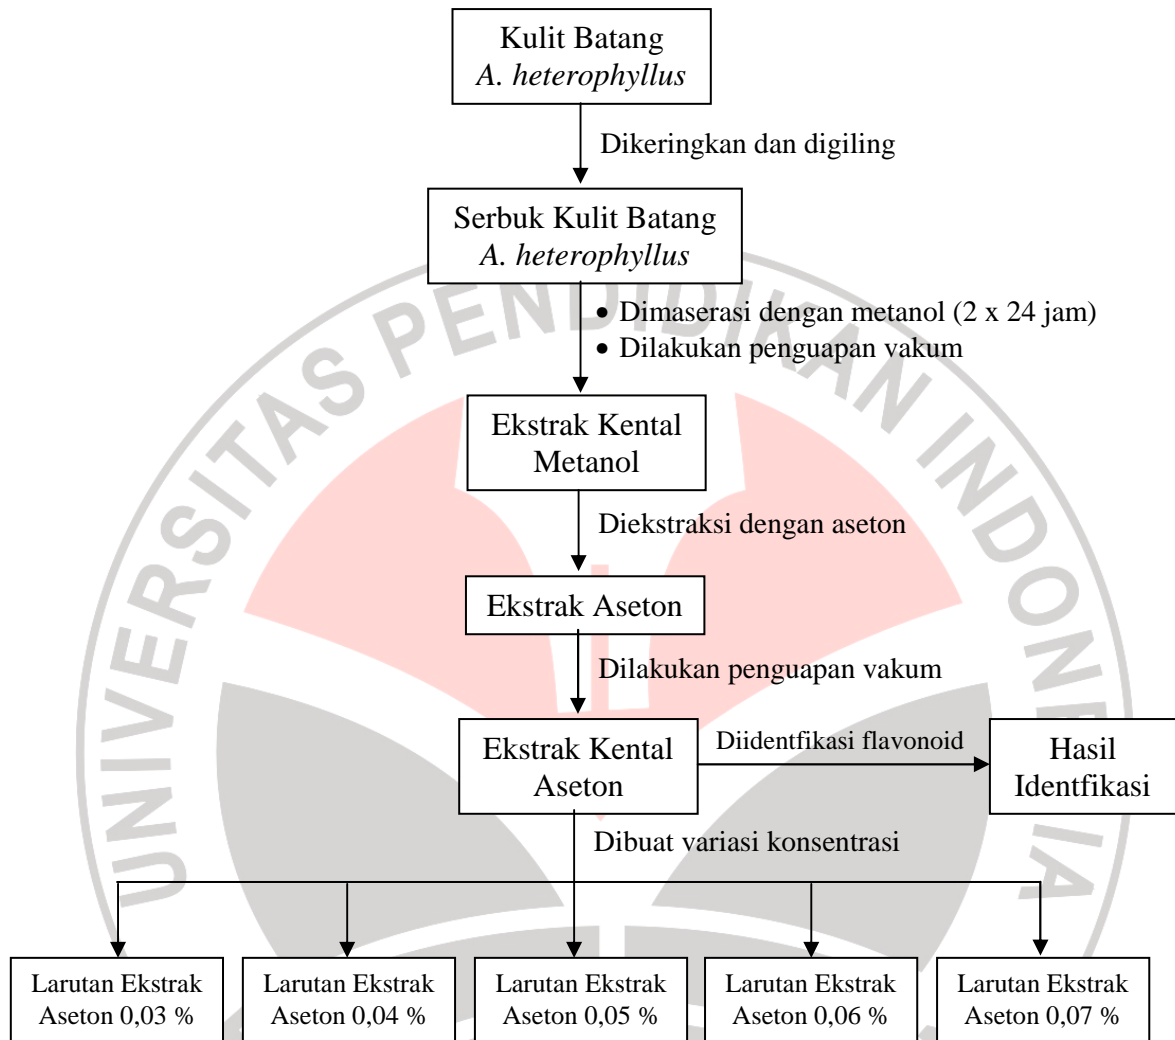 Kulit Batang
A. heterophyllus
Dikeringkan dan digiling
Serbuk Kulit Batang
A. heterophyllus
• Dimaserasi dengan metanol (2 x 24 jam)
• Dilakukan penguapan vakum
Ekstrak Kental
Metanol
Diekstraksi dengan aseton
Ekstrak Aseton
Dilakukan penguapan vakum
Ekstrak Kental
Aseton
Diidentfikasi flavonoid
Hasil
Identfikasi
Dibuat variasi konsentrasi
Larutan Ekstrak
Aseton 0,03 %
Larutan Ekstrak
Aseton 0,04 %
Larutan Ekstrak
Aseton 0,05 %
Larutan Ekstrak
Aseton 0,06 %
Larutan Ekstrak
Aseton 0,07 %
UNIVERSITAS PENDIDIKAN INDONESIA